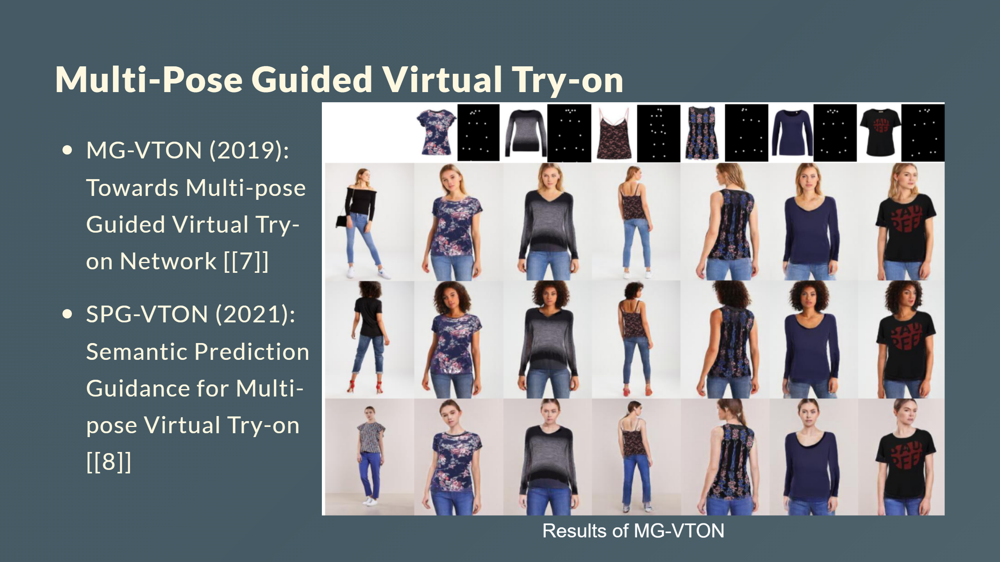 Multi-Pose Guided Virtual Try-on
MG-VTON (2019):
Towards Multi-pose
Guided Virtual Try-
on Network [[7]]
SPG-VTON (2021):
Semantic Prediction
Guidance for Multi-
pose Virtual Try-on
[[8]]
Results of MG-VTON